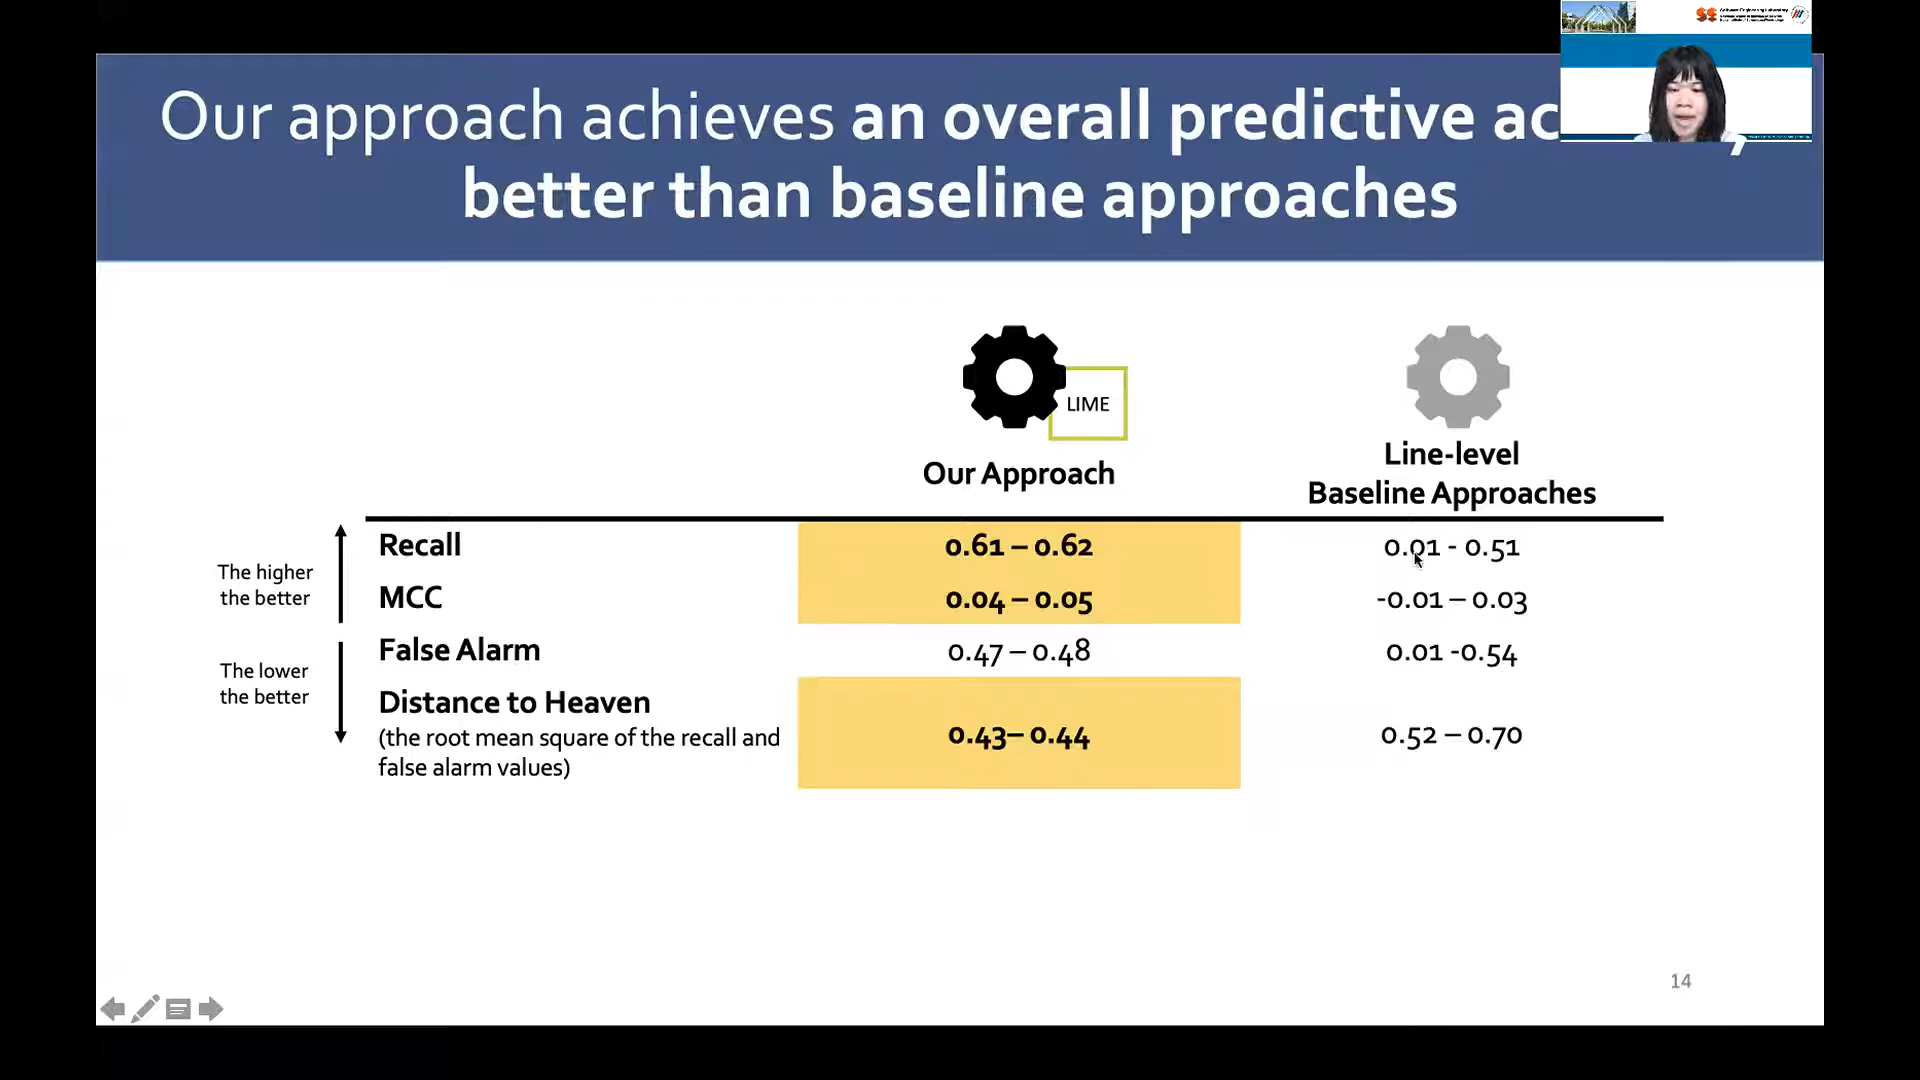 Our approach achieves an overall predictive
better than baseline approaches
LIME
Our Approach
Line-level
Baseline Approaches
The higher
the better
Recall
0.61 – 0.62
0.01 - 0.51
MCC
0.04 – 0.05
-0.01 – 0.03
The lower
the better
False Alarm
0.47 – 0.48
0.01 -0.54
Distance to Heaven
(the root mean square of the recall and
false alarm values)
0.43– 0.44
0.52 – 0.70
14